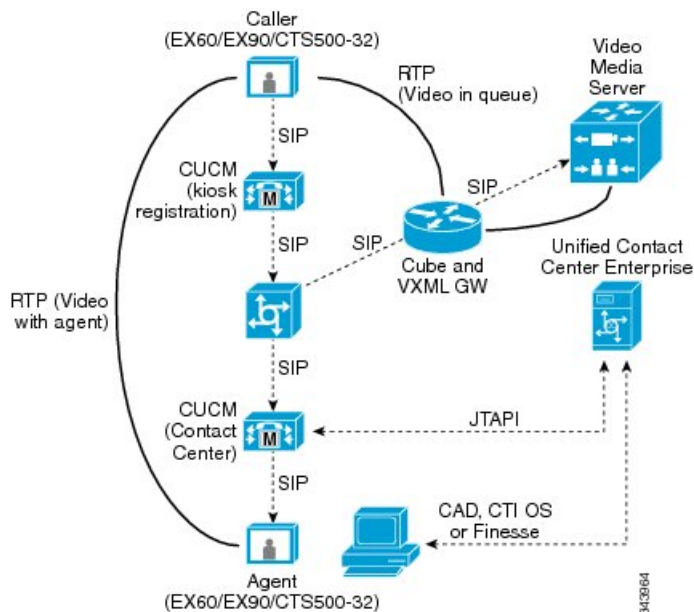 Caller
(EX60/EX90/CTS500-32)
Video
Media
Server
RTP
(Video in queue)
SIP
CUCM
(kiosk
registration)
M
SIP
SIP
SIP
Cube and
VXML GW
Unified Contact
Center Enterprise
RTP (Video
with agent)
SIP
CUCM
(Contact
Center)
M
JTAPI
SIP
CAD, CTI OS
or Finesse
Agent
(EX60/EX90/CTS500-32)
343964